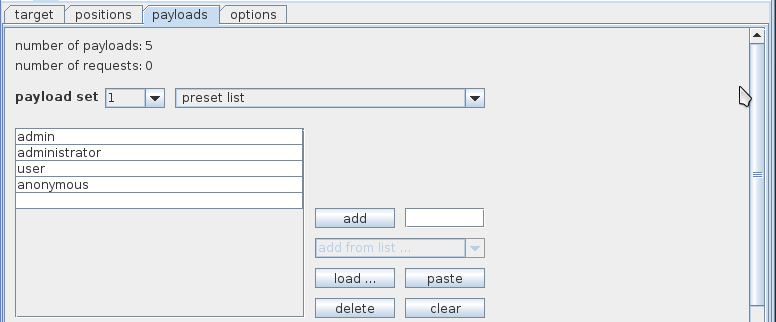 target positions payloads options
number of payloads: 5
number of requests: 0
payload set 1 preset list
admin
administrator
user
anonymous
add
add from list ...
load ... paste
delete clear